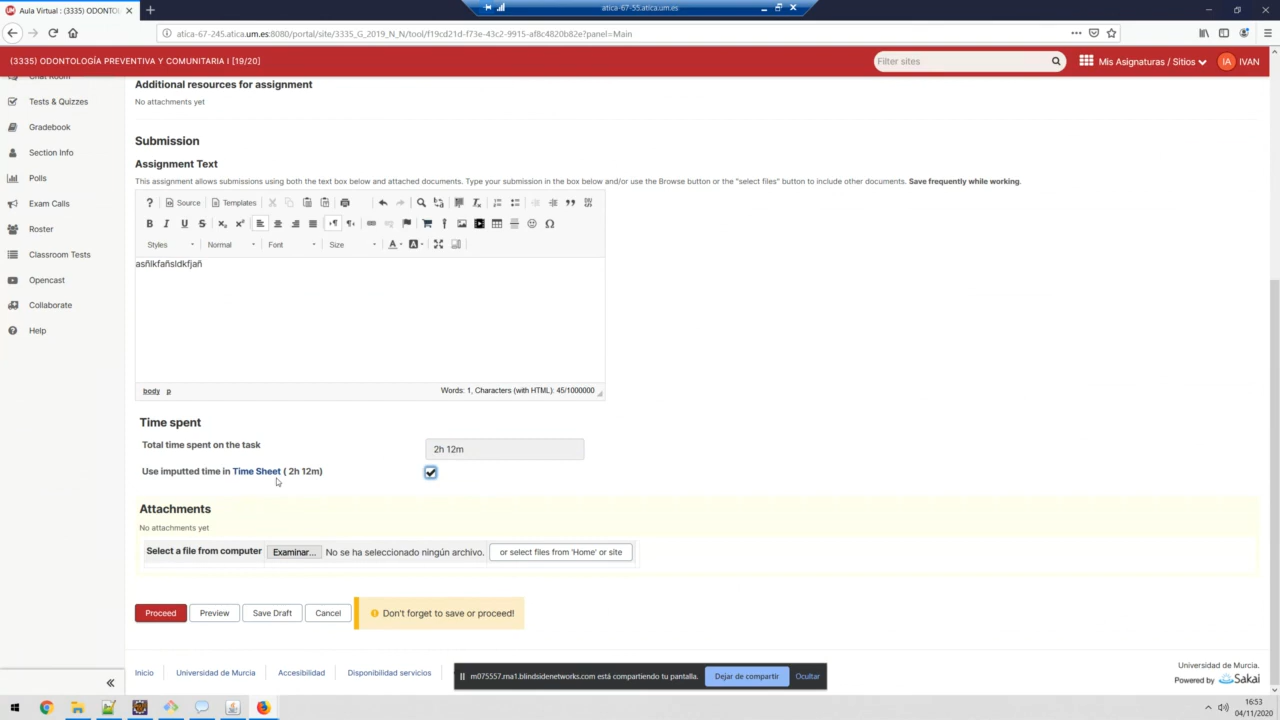 Aula Virtual : (3335) ODONTOL
atica-67-55.atica.um.es
atica-67-245.atica.um.es:8080/portal/site/3335_G_2019_N_N/tool/f19cd21d-f73e-43c2-9915-af8c4820b82e?panel=Main
(3335) ODONTOLOGÍA PREVENTIVA Y COMUNITARIA I [19/20]
Filter sites
Mis Asignaturas / Sitios
IA
IVAN
Chat Room
Tests & Quizzes
Gradebook
Section Info
Polls
Exam Calls
Roster
Classroom Tests
Opencast
Collaborate
Help
Additional resources for assignment
No attachments yet
Submission
Assignment Text
This assignment allows submissions using both the text box below and attached documents. Type your submission in the box below and/or use the Browse button or the "select files" button to include other documents. Save frequently while working.
Source
Templates
Styles
Normal
Font
Size
asñlkfañsldkfjañ
body p
Words: 1, Characters (with HTML): 45/1000000
Time spent
Total time spent on the task
2h 12m
Use imputted time in Time Sheet ( 2h 12m)
Attachments
No attachments yet
Select a file from computer
Examinar...
No se ha seleccionado ningún archivo.
or select files from 'Home' or site
Proceed
Preview
Save Draft
Cancel
Don't forget to save or proceed!
Inicio
Universidad de Murcia
Accesibilidad
Disponibilidad servicios
m075557.rna1.blindsidenetworks.com está compartiendo tu pantalla.
Dejar de compartir
Ocultar
Universidad de Murcia.
Powered by Sakai
16:53
04/11/2020